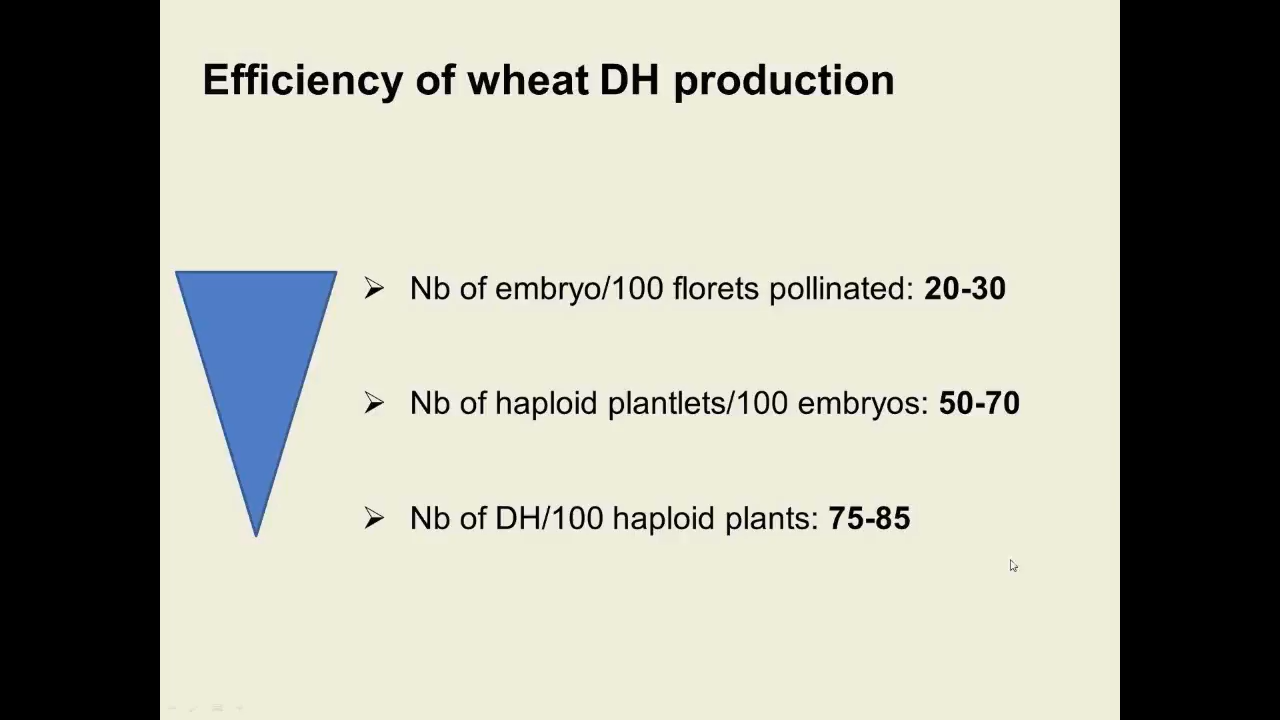 Efficiency of wheat DH production
➢ Nb of embryo/100 florets pollinated: 20-30
➢ Nb of haploid plantlets/100 embryos: 50-70
➢ Nb of DH/100 haploid plants: 75-85